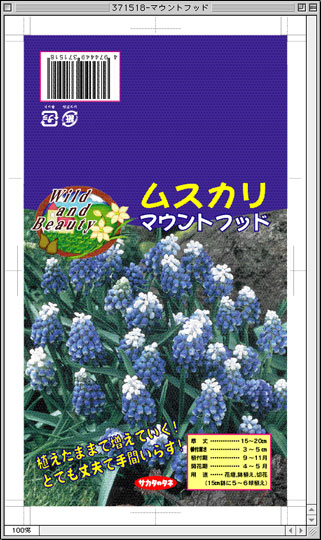 371518-マウントフッド
4 974449 371518
Wild
and
Beauty
ムスカリ
マウントフッド
植えたままで増えていく!
とても丈夫で手間いらず!
サカタのタネ
草 丈 ………… 15~20cm
花の高さ ………… 3~5cm
植付期 ………… 9~11月
開花期 ………… 4~5月
用 途 … 花壇、鉢植え、切花
(15cm鉢に5~6球植え)
100%